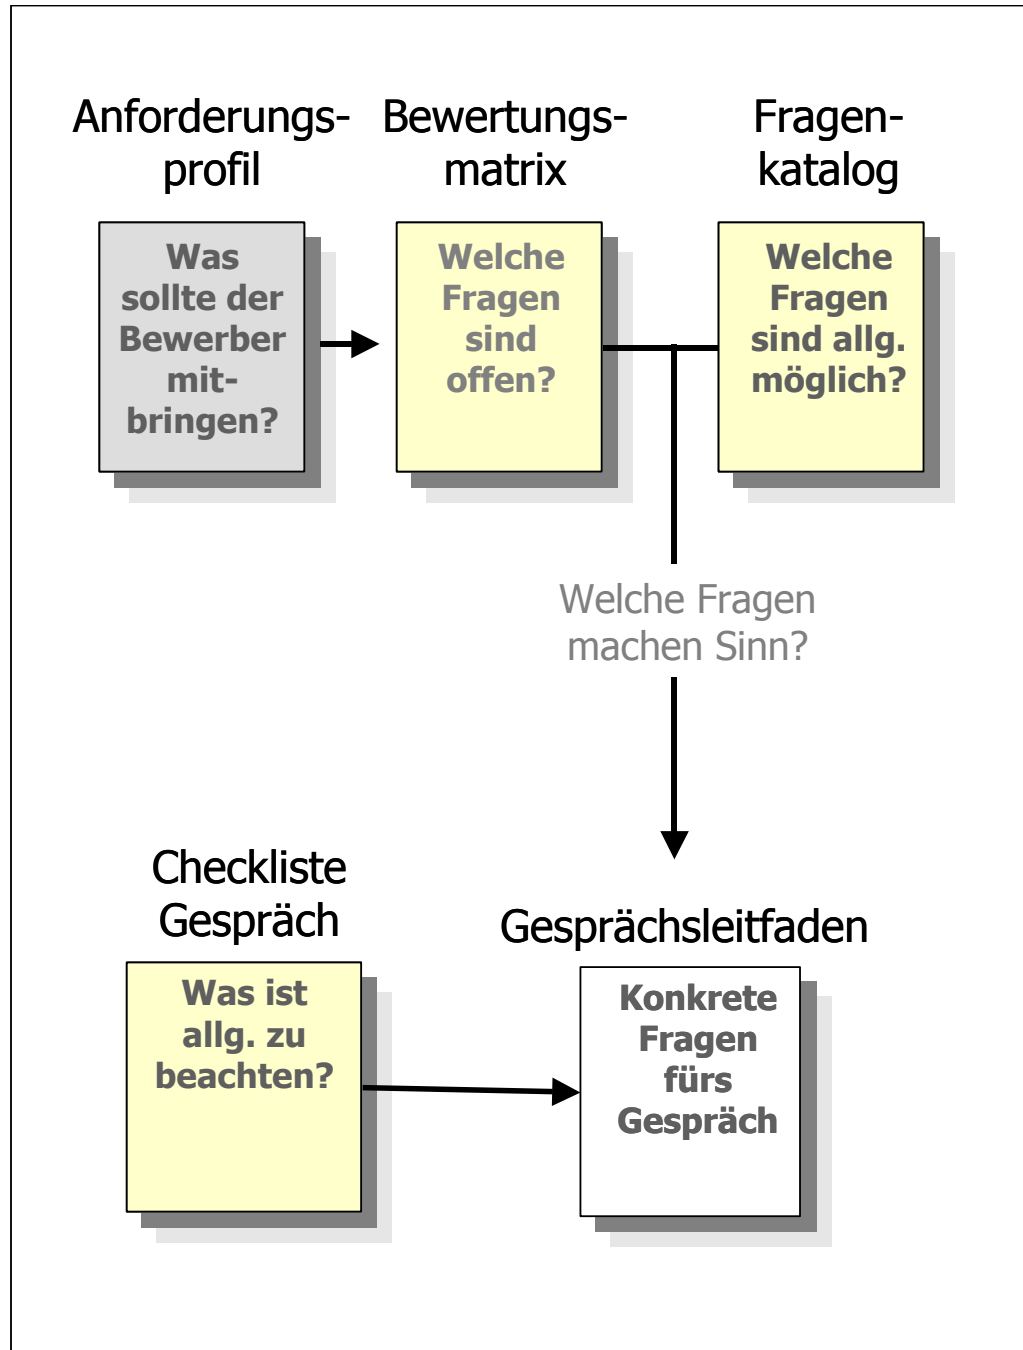 Anforderungs-
profil
Bewertungs-
matrix
Fragen-
katalog
Was
sollte der
Bewerber
mit-
bringen?
Welche
Fragen
sind
offen?
Welche
Fragen
sind allg.
möglich?
Welche Fragen
machen Sinn?
Checkliste
Gespräch
Gesprächsleitfaden
Was ist
allg. zu
beachten?
Konkrete
Fragen
fürs
Gespräch